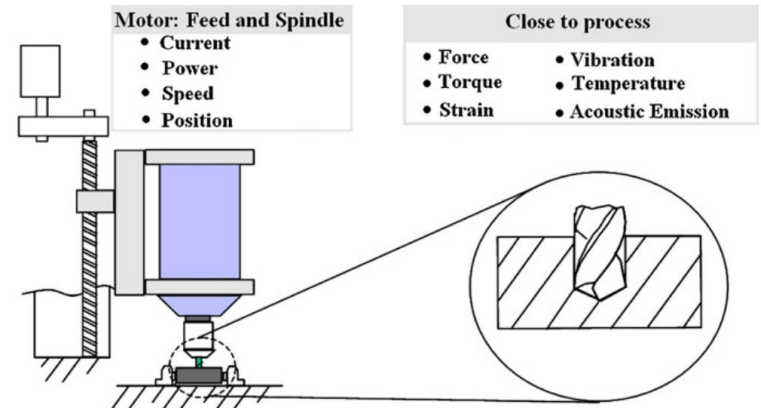 Motor: Feed and Spindle
• Current
• Power
• Speed
• Position
Close to process
• Force
• Torque
• Strain
• Vibration
• Temperature
• Acoustic Emission